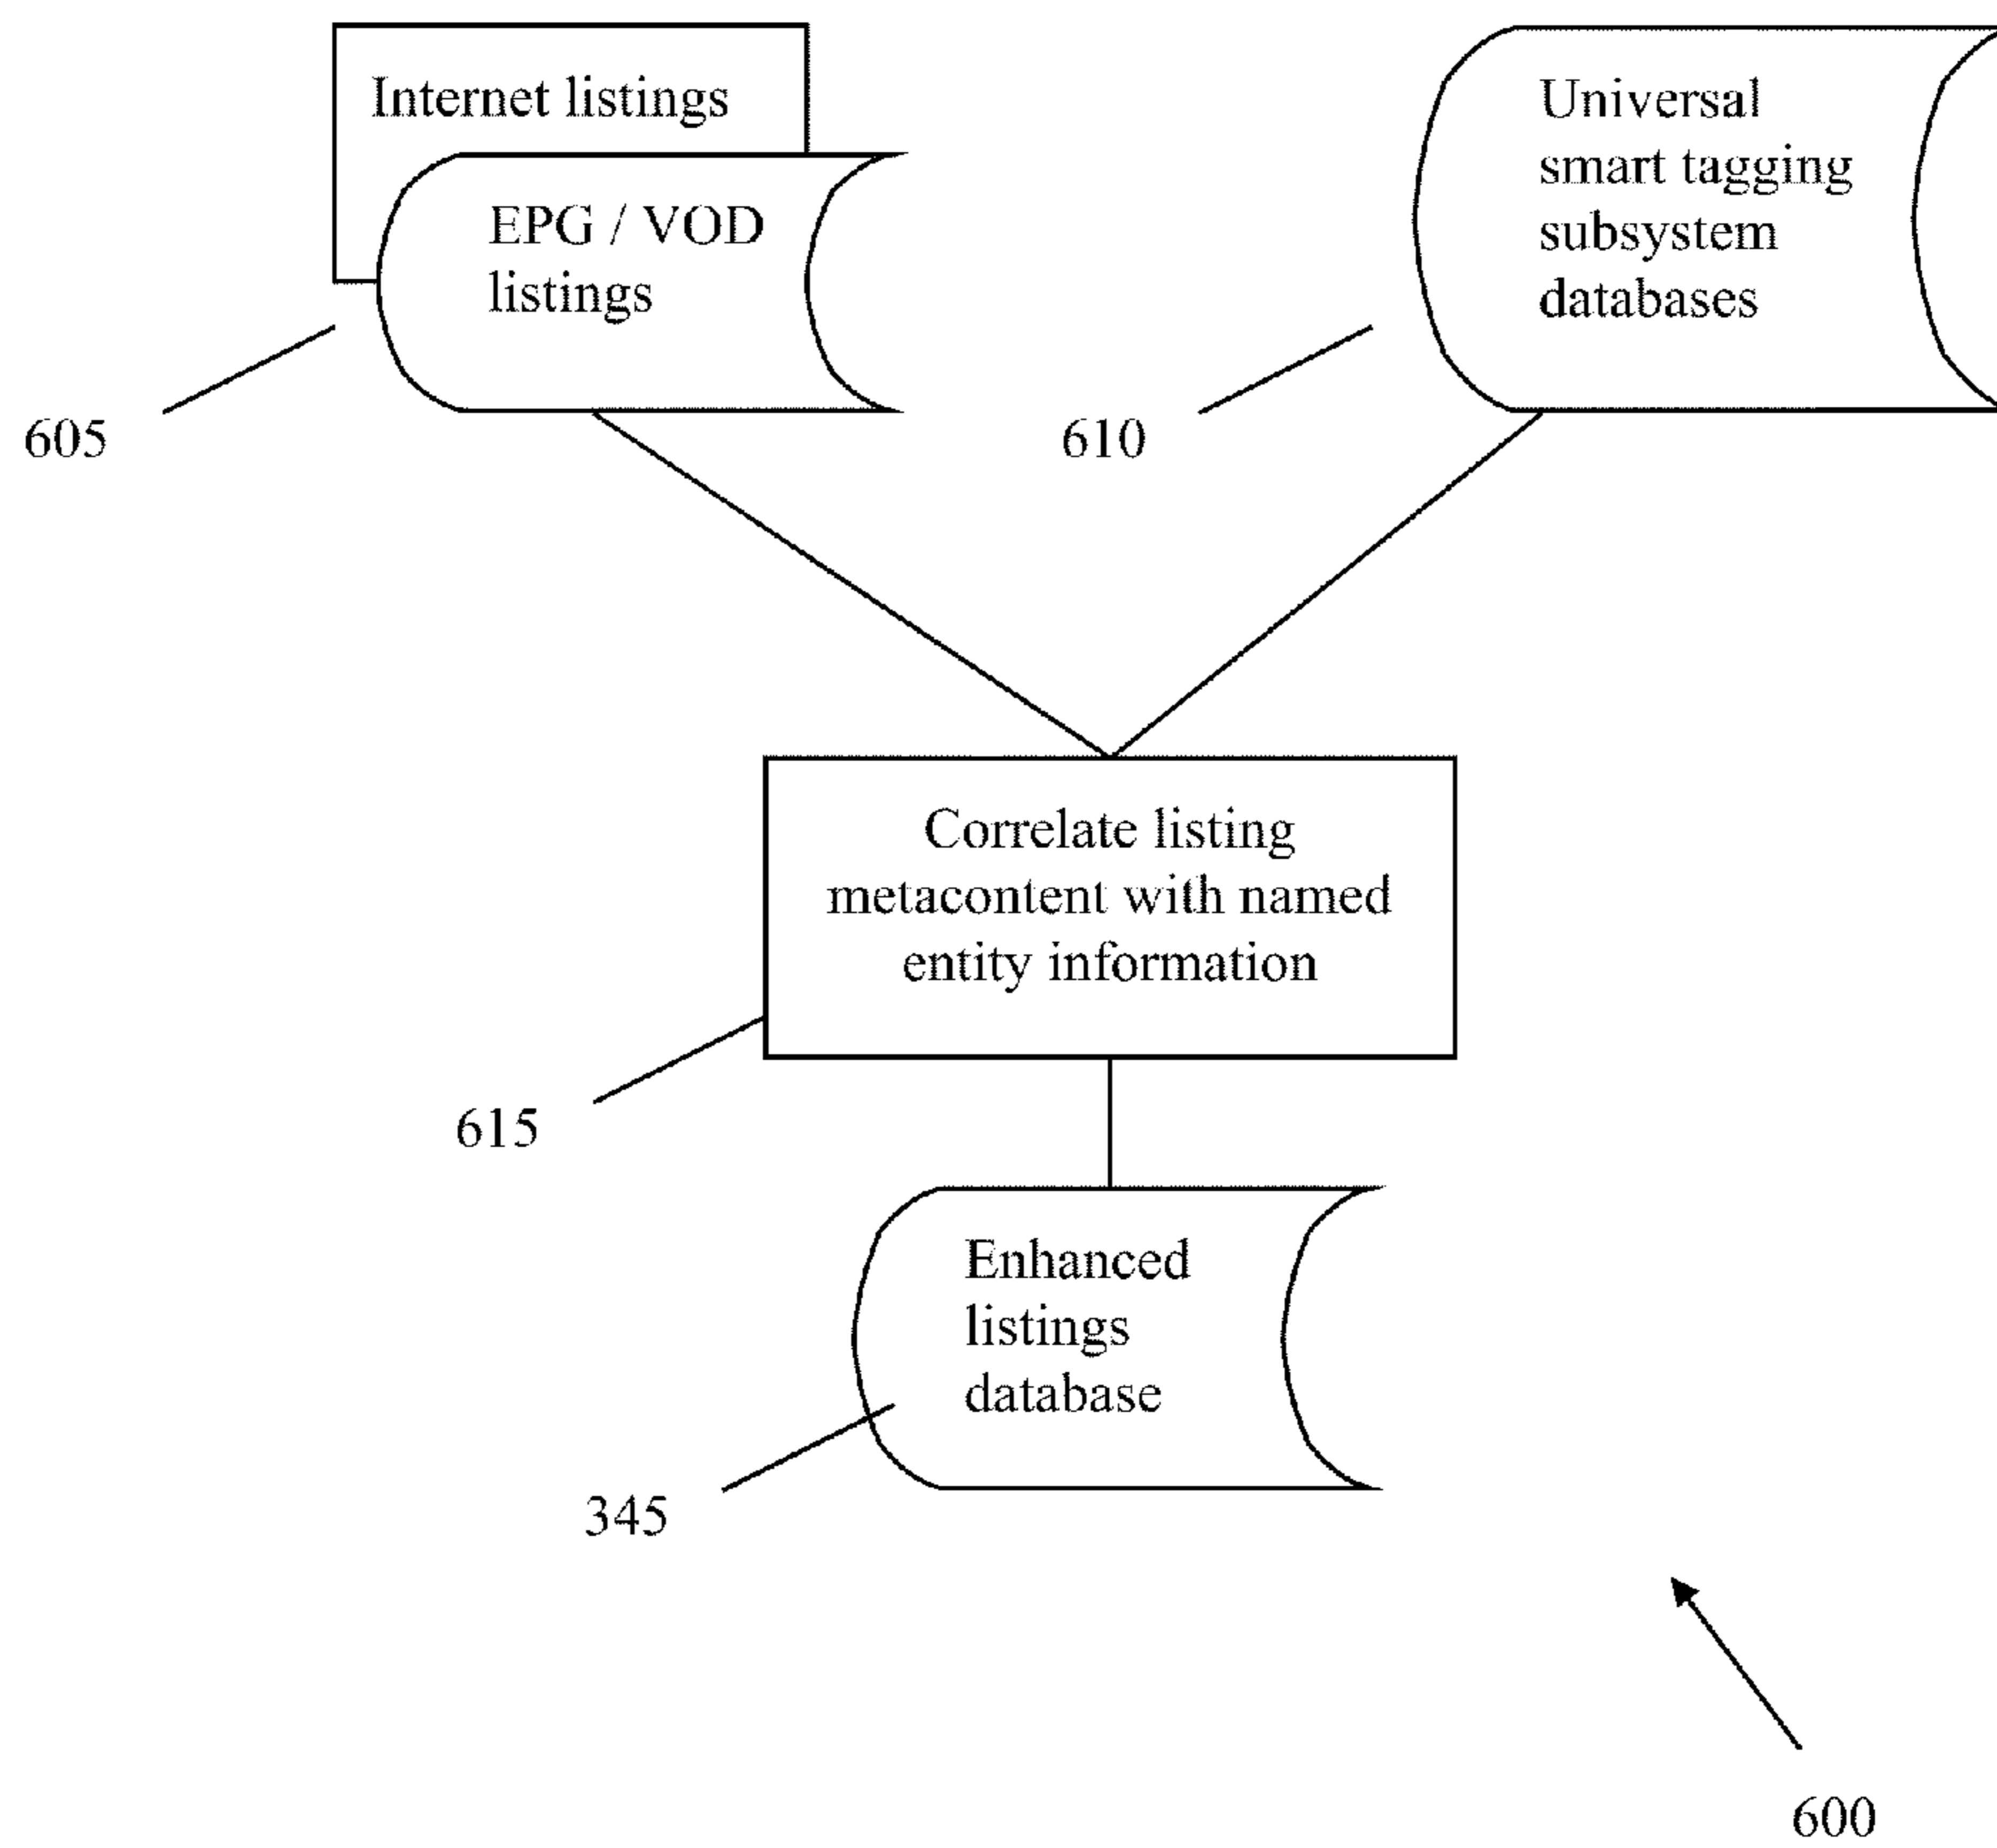 Internet listings
EPG / VOD
listings
605
Universal
smart tagging
subsystem
databases
610
Correlate listing
metacontent with named
entity information
615
Enhanced
listings
database
345
600